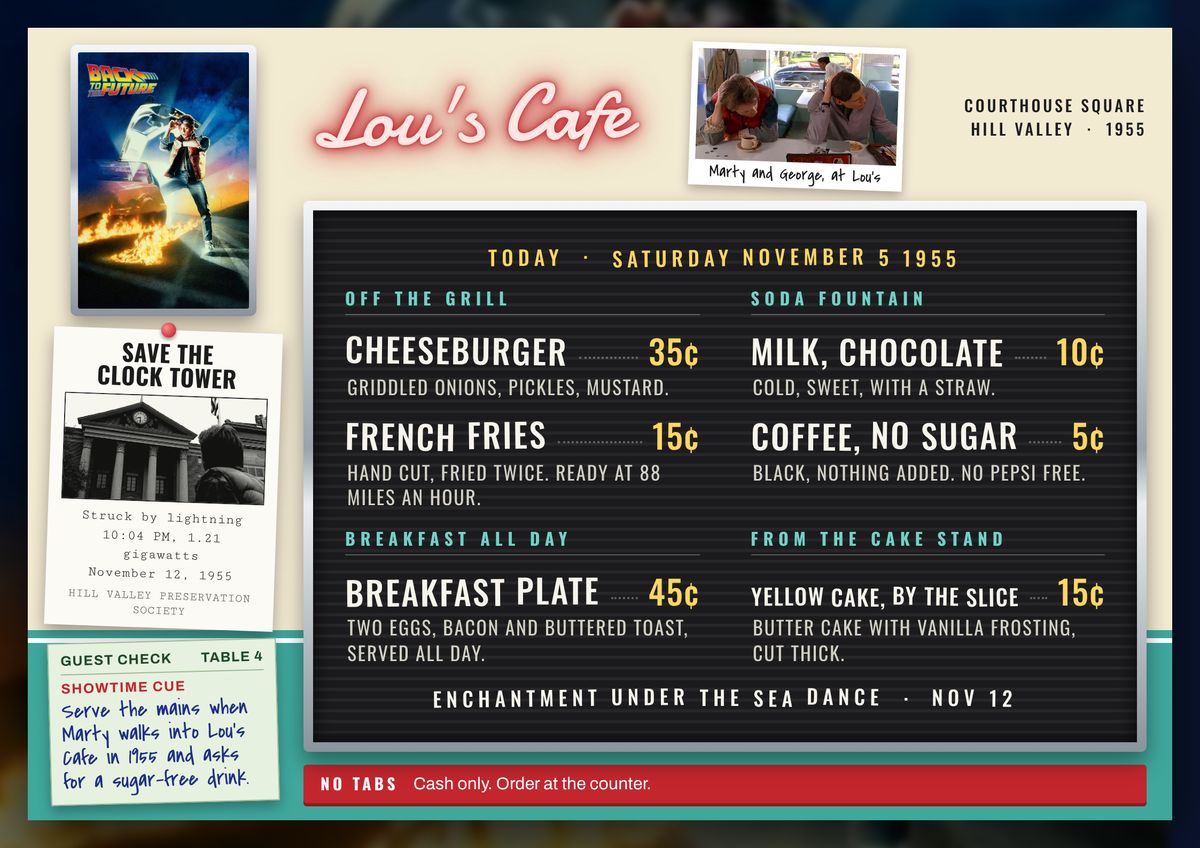 BACK
TO THE
FUTURE
Lou's Cafe
Marty and George, at Lou's
COURTHOUSE SQUARE
HILL VALLEY · 1955
SAVE THE
CLOCK TOWER
Struck by lightning
10:04 PM, 1.21
gigawatts
November 12, 1955
HILL VALLEY PRESERVATION
SOCIETY
GUEST CHECK TABLE 4
SHOWTIME CUE
Serve the mains when
Marty walks into Lou's
Cafe in 1955 and asks
for a sugar-free drink.
TODAY · SATURDAY NOVEMBER 5 1955
OFF THE GRILL
CHEESEBURGER 35¢
GRIDDLED ONIONS, PICKLES, MUSTARD.
FRENCH FRIES 15¢
HAND CUT, FRIED TWICE. READY AT 88
MILES AN HOUR.
SODA FOUNTAIN
MILK, CHOCOLATE 10¢
COLD, SWEET, WITH A STRAW.
COFFEE, NO SUGAR 5¢
BLACK, NOTHING ADDED. NO PEPSI FREE.
BREAKFAST ALL DAY
BREAKFAST PLATE 45¢
TWO EGGS, BACON AND BUTTERED TOAST,
SERVED ALL DAY.
FROM THE CAKE STAND
YELLOW CAKE, BY THE SLICE 15¢
BUTTER CAKE WITH VANILLA FROSTING,
CUT THICK.
ENCHANTMENT UNDER THE SEA DANCE · NOV 12
NO TABS Cash only. Order at the counter.